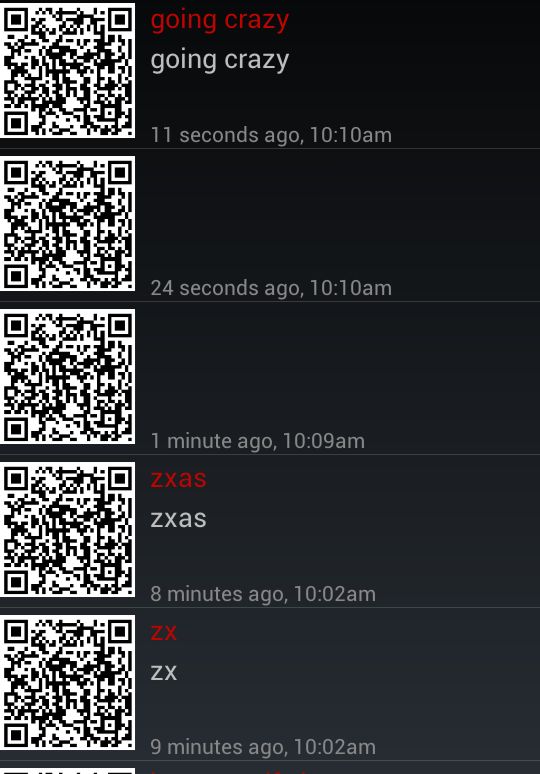 going crazy
going crazy
11 seconds ago, 10:10am
24 seconds ago, 10:10am
1 minute ago, 10:09am
zxas
zxas
8 minutes ago, 10:02am
zx
zx
9 minutes ago, 10:02am